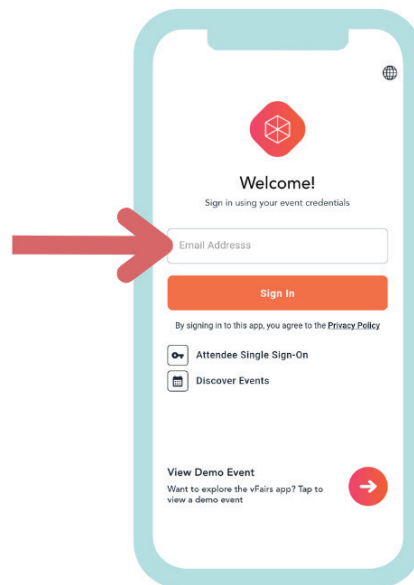 Welcome!
Sign in using your event credentials
Email Addresss
Sign In
By signing in to this app, you agree to the Privacy Policy
Attendee Single Sign-On
Discover Events
View Demo Event
Want to explore the vFairs app? Tap to
view a demo event